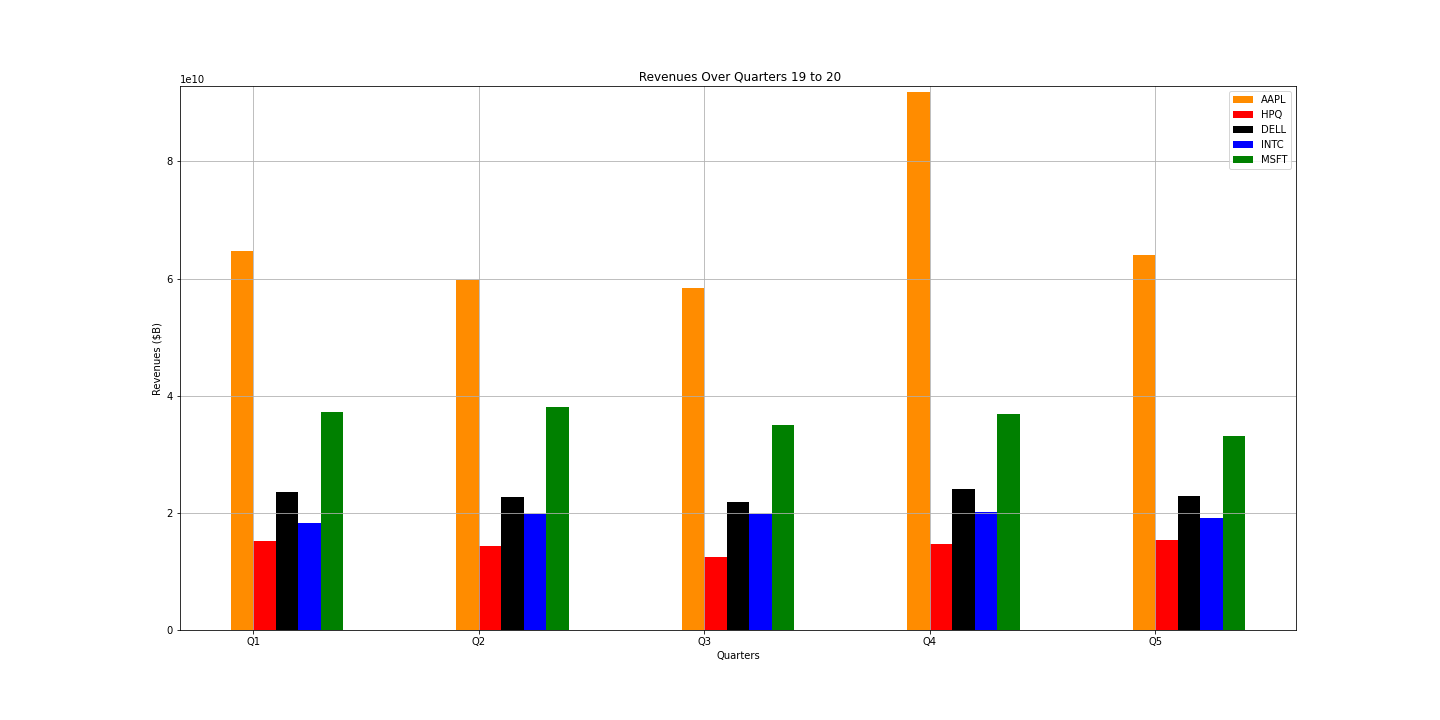 Revenues Over Quarters 19 to 20
1e10
AAPL
HPQ
DELL
INTC
MSFT
8
6
4
2
0
Revenues ($B)
Q1 Q2 Q3 Q4 Q5
Quarters